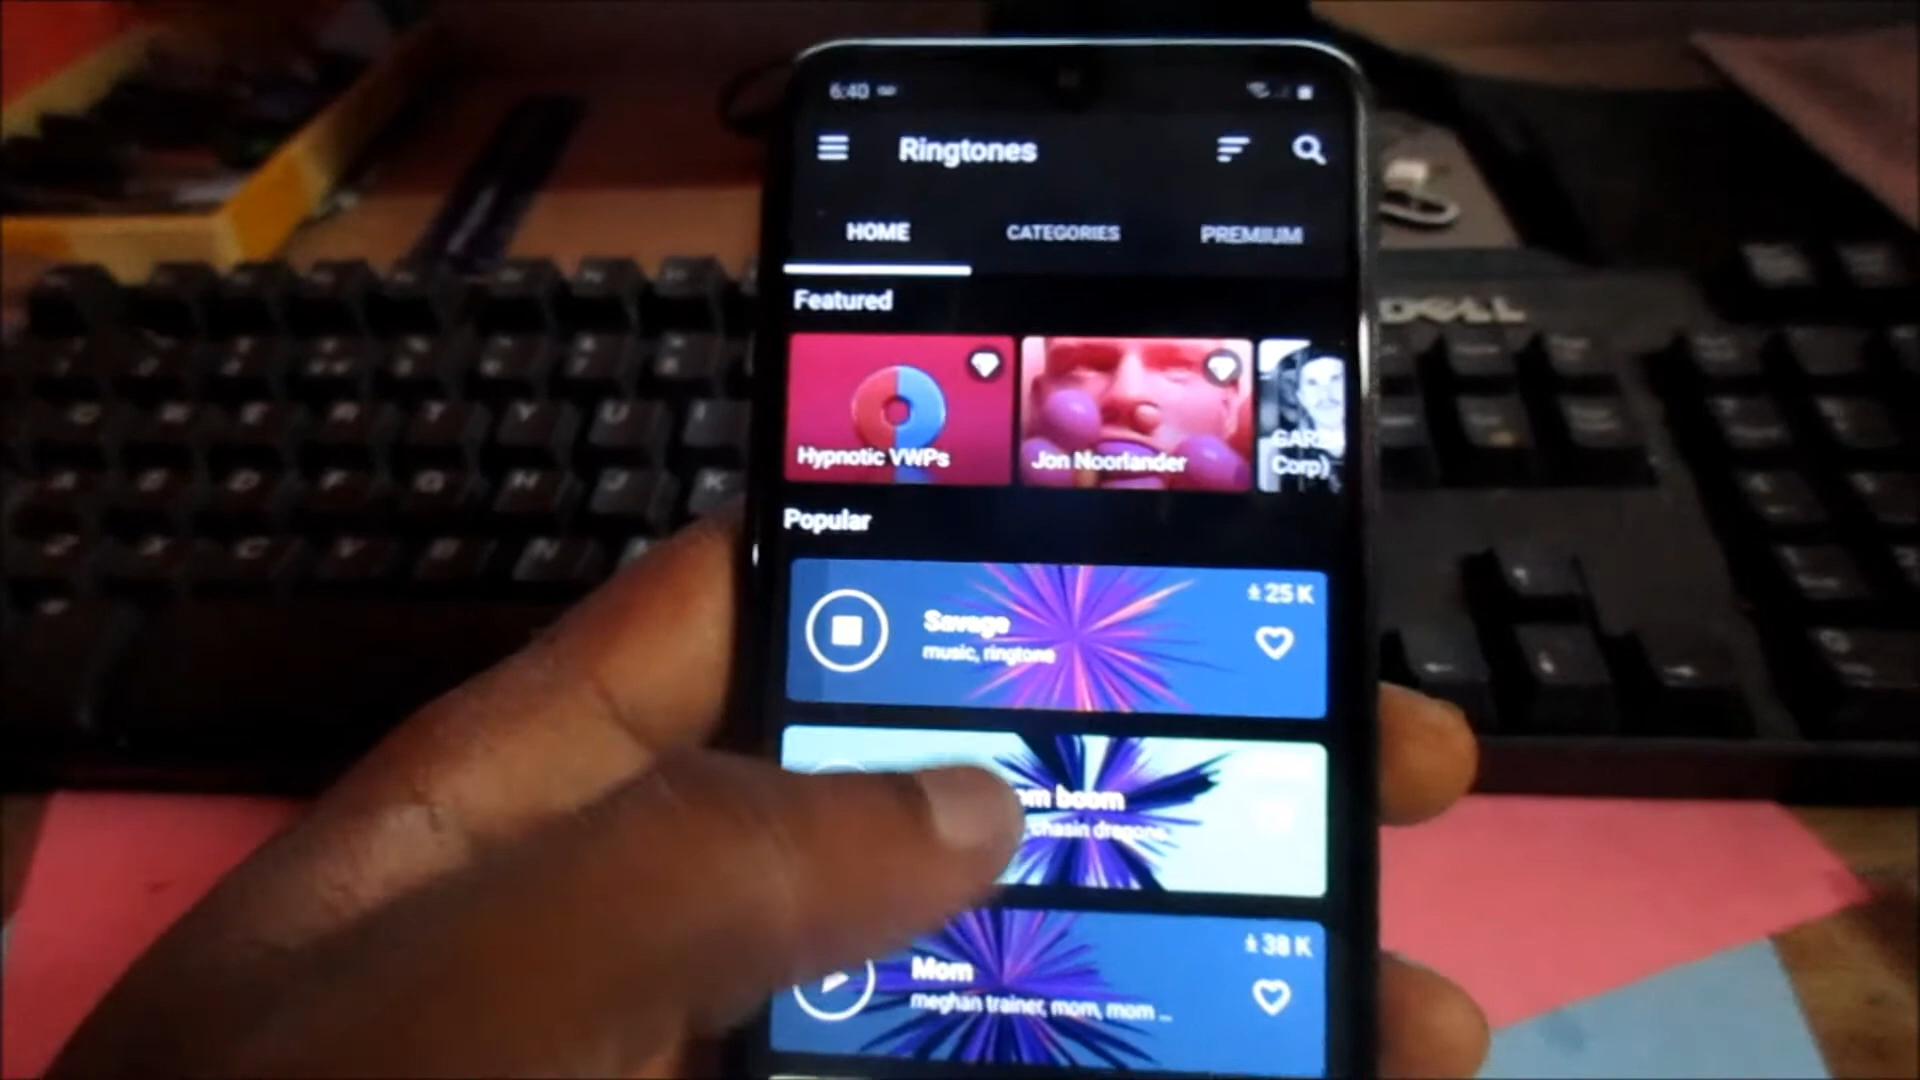 6:40
Ringtones
HOME CATEGORIES PREMIUM
Featured
Hypnotic VWPs
Jon Noorlander
Corp)
Popular
Savage
music, ringtone
25 K
om boom
chasin dragons
Mom
meghan trainer, mom, mom ...
38 K
DELL
W E R T Y U I
D F G H J K
Z X C V B N